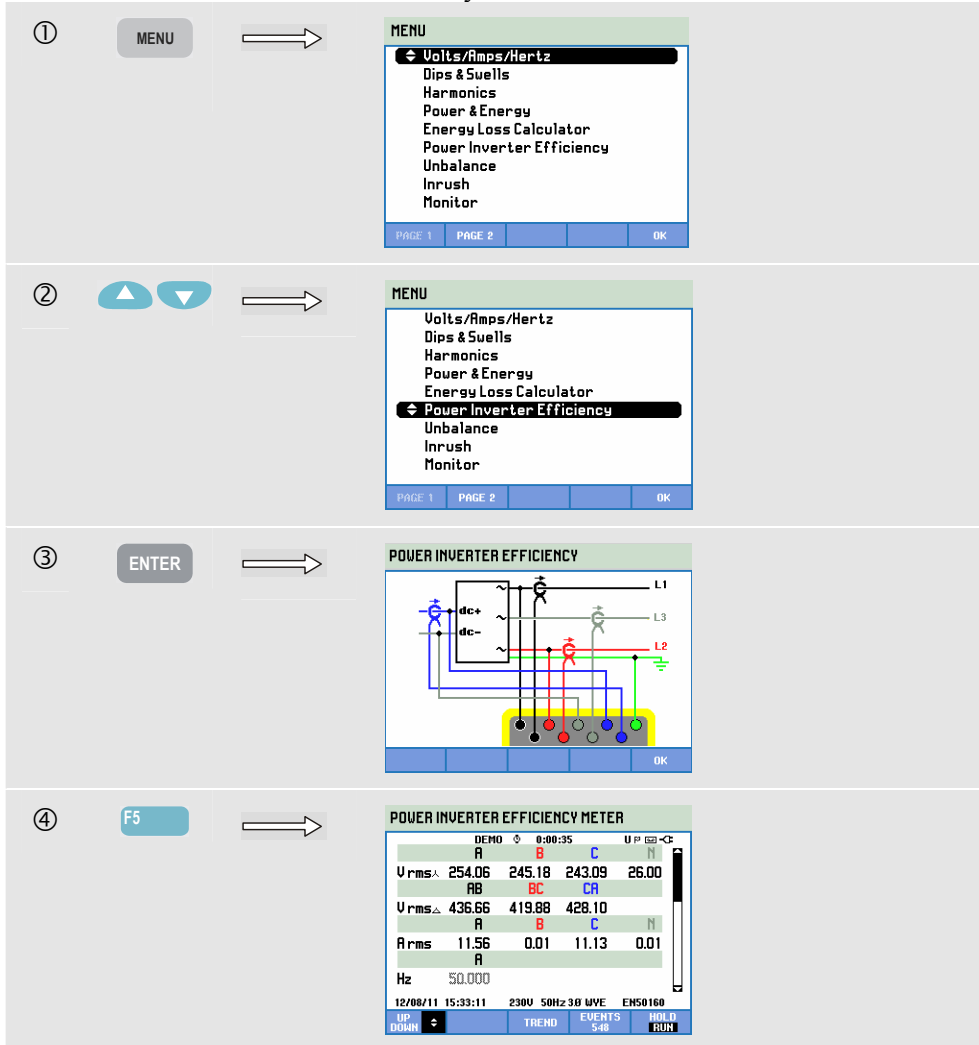 ①
MENU
MENU
Volts/Amps/Hertz
Dips & Swells
Harmonics
Power & Energy
Energy Loss Calculator
Power Inverter Efficiency
Unbalance
Inrush
Monitor
PAGE 1 PAGE 2 OK
②
MENU
Volts/Amps/Hertz
Dips & Swells
Harmonics
Power & Energy
Energy Loss Calculator
Power Inverter Efficiency
Unbalance
Inrush
Monitor
PAGE 1 PAGE 2 OK
③
ENTER
POWER INVERTER EFFICIENCY
L1
dc+
L3
dc-
L2
OK
④
F5
POWER INVERTER EFFICIENCY METER
DEMO 0:00:35 U P
A B C N
V rms 254.06 245.18 243.09 26.00
AB BC CA
V rms 436.66 419.88 428.10
A B C N
A rms 11.56 0.01 11.13 0.01
A
Hz 50.000
12/08/11 15:33:11 230V 50Hz 3.Ø WYE EN50160
UP DOWN TREND EVENTS 548 HOLD RUN